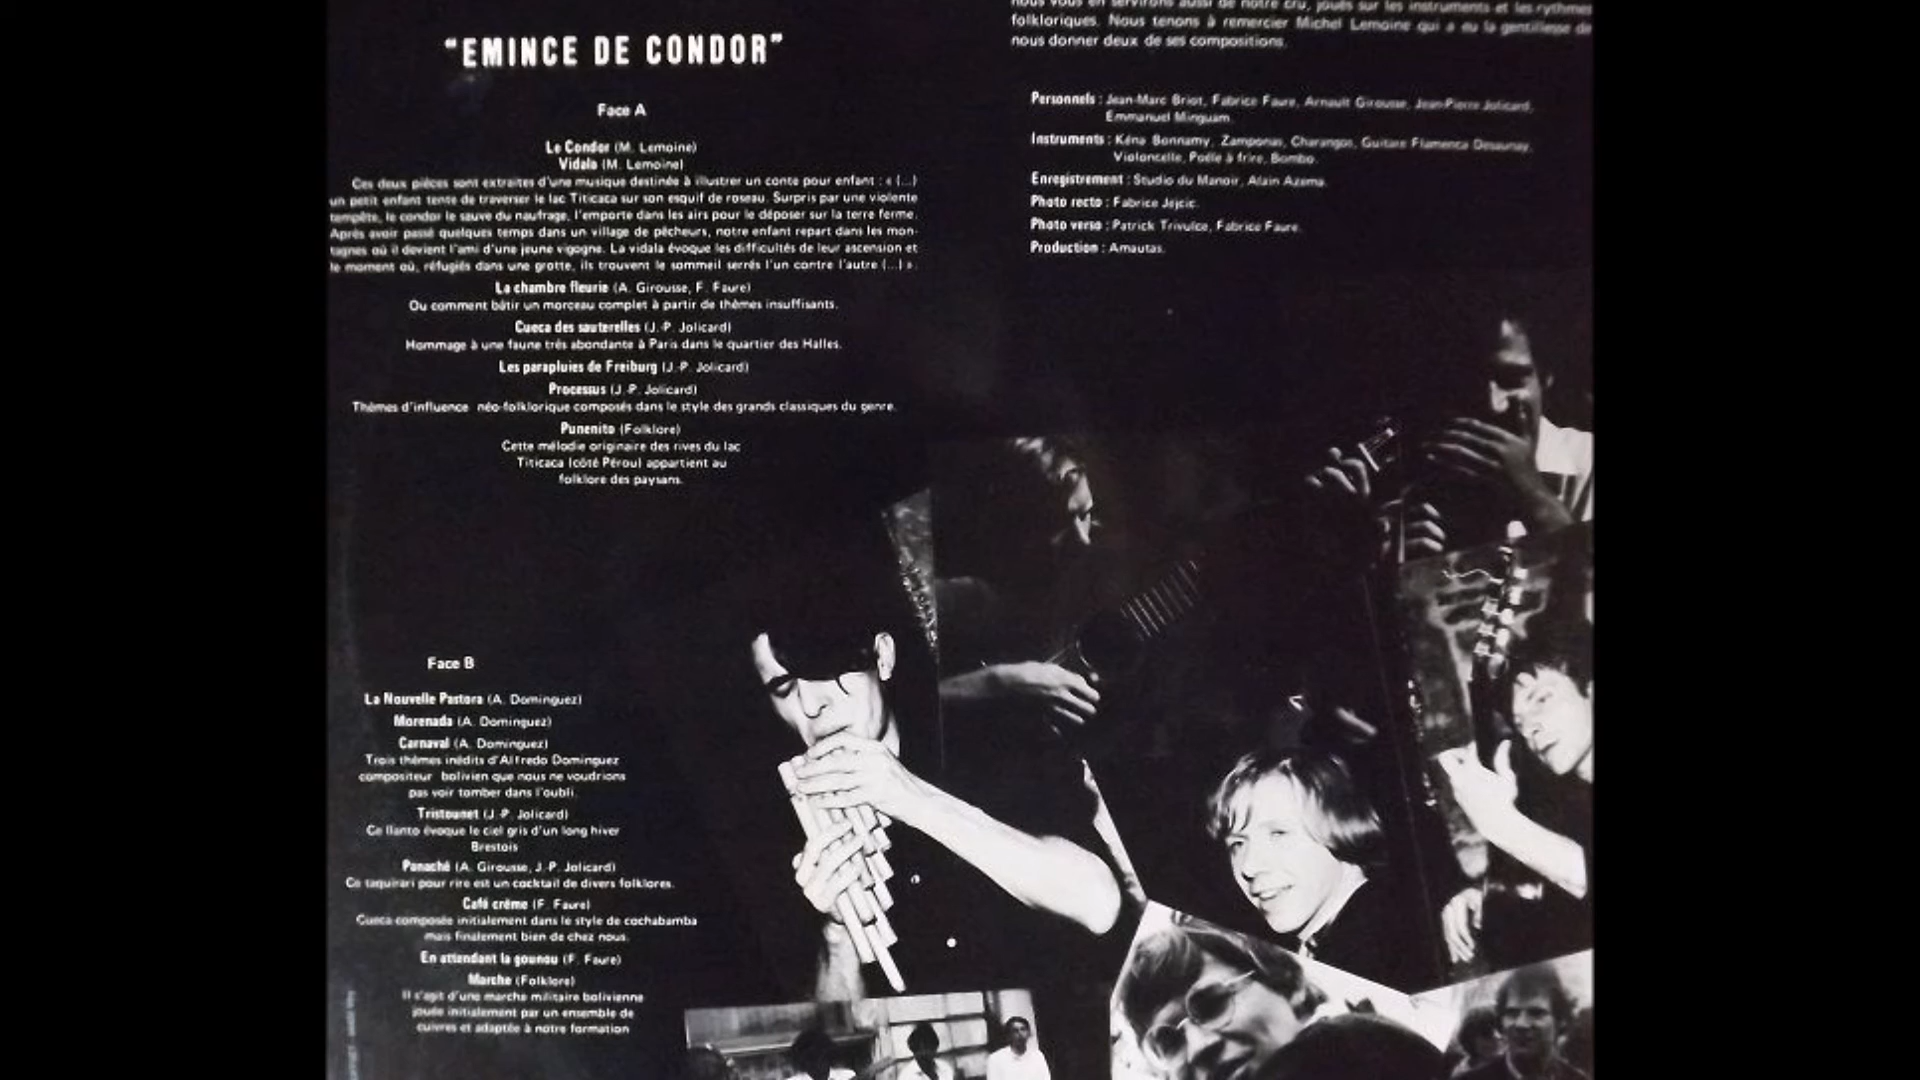 "EMINCE DE CONDOR"
Face A
Le Condor (M. Lemoine)
Vidala (M. Lemoine)
Ces deux pièces sont extraites d'une musique destinée à illustrer un conte pour enfant : « (...)
un petit enfant tente de traverser le lac Titicaca sur son esquif de roseau. Surpris par une violente
tempête, le condor le sauve du naufrage, l'emporte dans les airs pour le déposer sur la terre ferme.
Après avoir passé quelques temps dans un village de pêcheurs, notre enfant repart dans les mon-
tagnes où il devient l'ami d'une jeune vigogne. La vidala évoque les difficultés de leur ascension et
le moment où, réfugiés dans une grotte, ils trouvent le sommeil serrés l'un contre l'autre (...) ».
La chambre fleurie (A. Girousse, F. Faure)
Ou comment bâtir un morceau complet à partir de thèmes insuffisants.
Cueca des sauterelles (J.-P. Jolicard)
Hommage à une faune très abondante à Paris dans le quartier des Halles.
Les parapluies de Freiburg (J.-P. Jolicard)
Processus (J.-P. Jolicard)
Thèmes d'influence néo-folklorique composés dans le style des grands classiques du genre.
Punenito (Folklore)
Cette mélodie originaire des rives du lac
Titicaca (côté Pérou) appartient au
folklore des paysans.
Face B
La Nouvelle Pastora (A. Dominguez)
Morenada (A. Dominguez)
Carnaval (A. Dominguez)
Trois thèmes inédits d'Alfredo Dominguez
compositeur bolivien que nous ne voudrions
pas voir tomber dans l'oubli.
Tristounet (J.-P. Jolicard)
Ce llanto évoque le ciel gris d'un long hiver
Brestois
Panaché (A. Girousse, J.-P. Jolicard)
Ce taquirari pour rire est un cocktail de divers folklores.
Café crème (F. Faure)
Cueca composée initialement dans le style de cochabamba
mais finalement bien de chez nous.
En attendant la gounou (F. Faure)
Marche (Folklore)
Il s'agit d'une marche militaire bolivienne
jouée initialement par un ensemble de
cuivres et adaptée à notre formation
nous vous en servirons aussi de notre cru, joués sur les instruments et les rythmes
folkloriques. Nous tenons à remercier Michel Lemoine qui a eu la gentillesse de
nous donner deux de ses compositions.
Personnels : Jean-Marc Briot, Fabrice Faure, Arnault Girousse, Jean-Pierre Jolicard,
Emmanuel Minguam.
Instruments : Kéna Bonnamy, Zamponas, Charangos, Guitare Flamenca Desaunay,
Violoncelle, Poêle à frire, Bombo.
Enregistrement : Studio du Manoir, Alain Azema.
Photo recto : Fabrice Jejcic.
Photo verso : Patrick Trivulce, Fabrice Faure.
Production : Amautas.